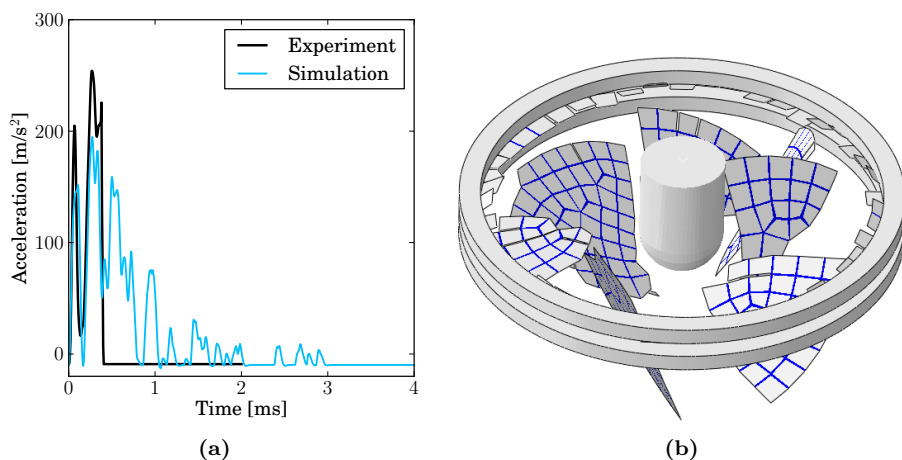 300
200
100
0
Acceleration [m/s²]
Experiment
Simulation
0 1 2 3 4
Time [ms]
(a) (b)